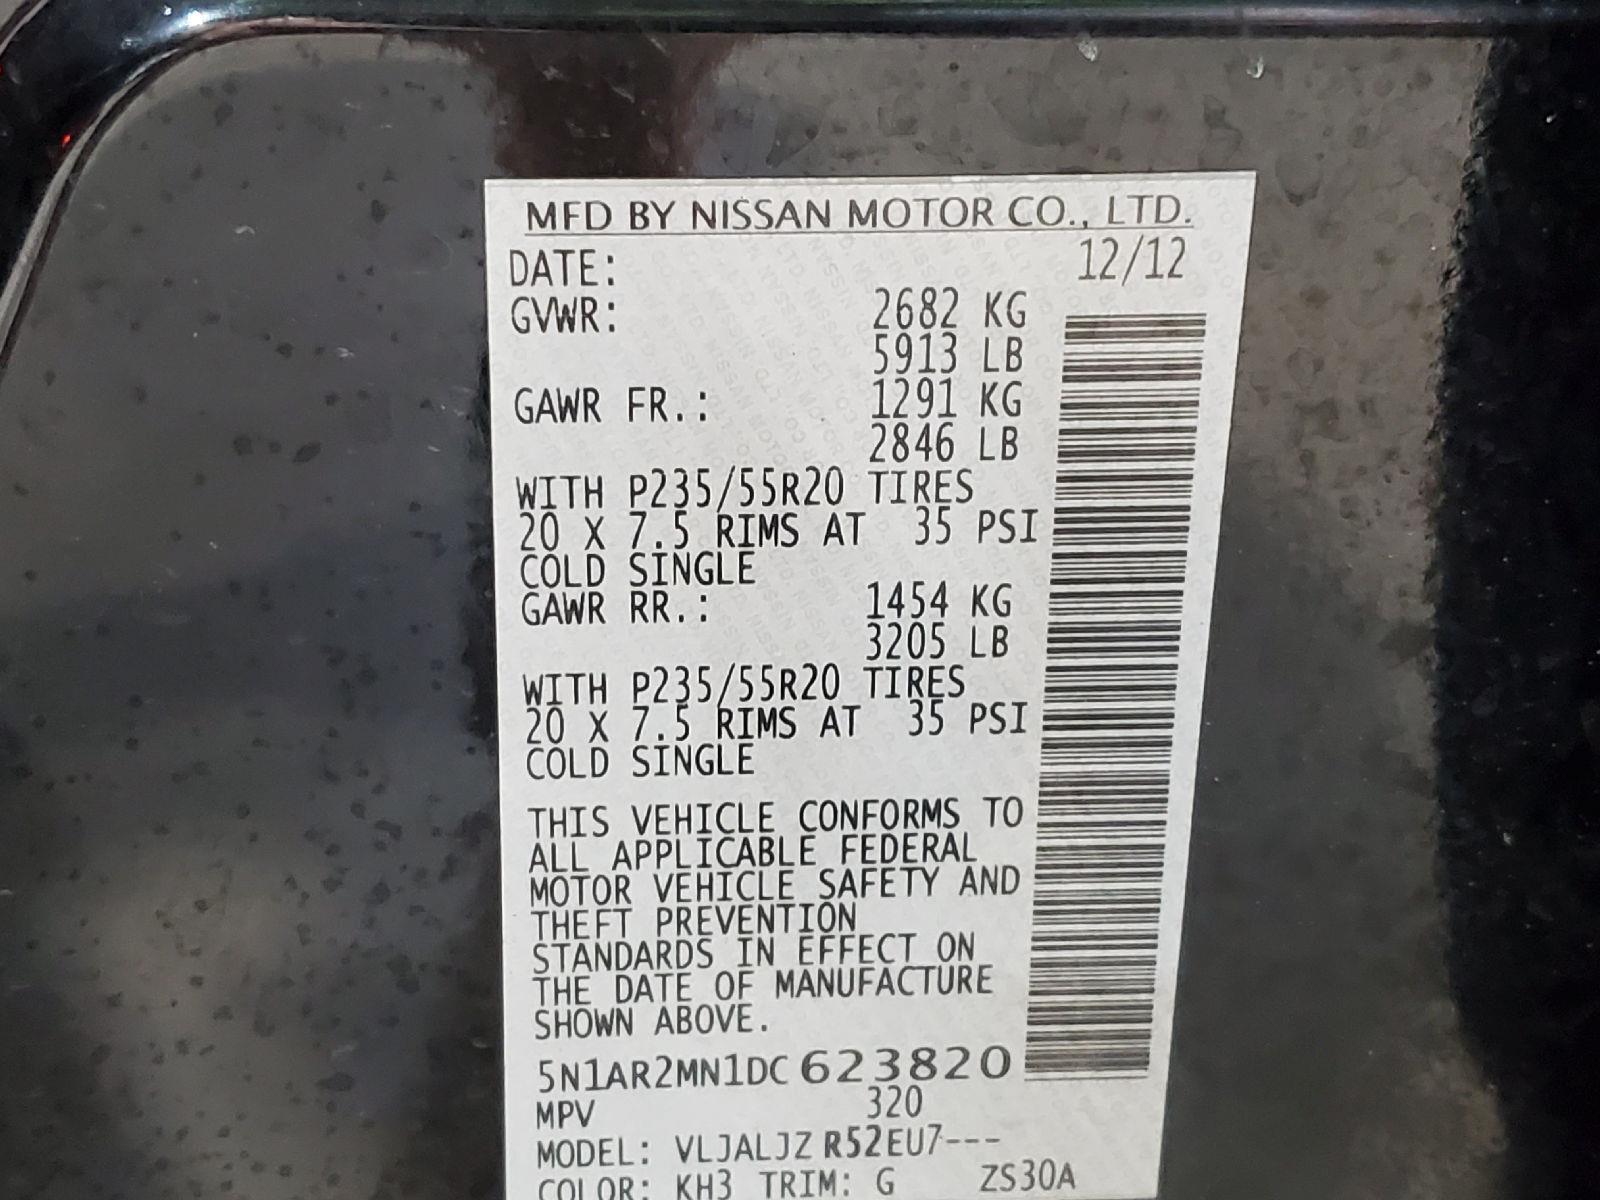 MFD BY NISSAN MOTOR CO., LTD.
DATE: 12/12
GVWR: 2682 KG
5913 LB
GAWR FR.: 1291 KG
2846 LB
WITH P235/55R20 TIRES
20 X 7.5 RIMS AT 35 PSI
COLD SINGLE
GAWR RR.: 1454 KG
3205 LB
WITH P235/55R20 TIRES
20 X 7.5 RIMS AT 35 PSI
COLD SINGLE
THIS VEHICLE CONFORMS TO
ALL APPLICABLE FEDERAL
MOTOR VEHICLE SAFETY AND
THEFT PREVENTION
STANDARDS IN EFFECT ON
THE DATE OF MANUFACTURE
SHOWN ABOVE.
5N1AR2MN1DC 623820
MPV 320
MODEL: VLJALJZ R52EU7---
COLOR: KH3 TRIM: G ZS30A